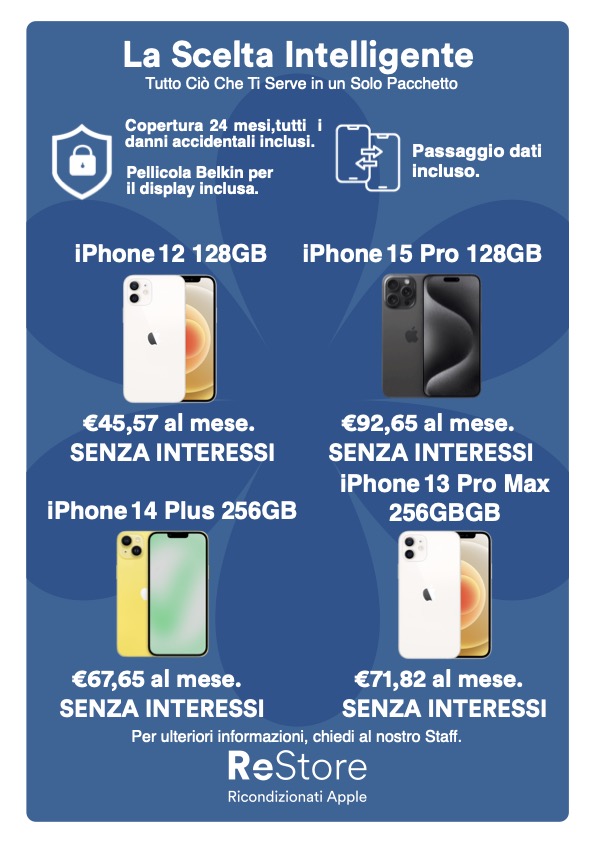 La Scelta Intelligente
Tutto Ciò Che Ti Serve in un Solo Pacchetto
Copertura 24 mesi,tutti i
danni accidentali inclusi.
Pellicola Belkin per
il display inclusa.
Passaggio dati
incluso.
iPhone 12 128GB
€45,57 al mese.
SENZA INTERESSI
iPhone 15 Pro 128GB
€92,65 al mese.
SENZA INTERESSI
iPhone 14 Plus 256GB
€67,65 al mese.
SENZA INTERESSI
iPhone 13 Pro Max
256GBGB
€71,82 al mese.
SENZA INTERESSI
Per ulteriori informazioni, chiedi al nostro Staff.
ReStore
Ricondizionati Apple